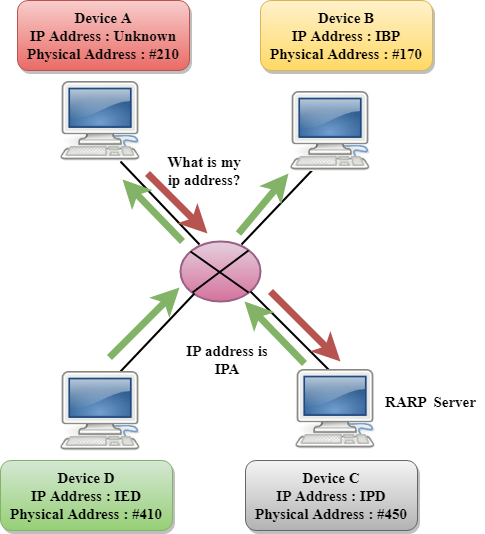 Device A
IP Address : Unknown
Physical Address : #210
Device B
IP Address : IBP
Physical Address : #170
What is my
ip address?
IP address is
IPA
RARP Server
Device D
IP Address : IED
Physical Address : #410
Device C
IP Address : IPD
Physical Address : #450